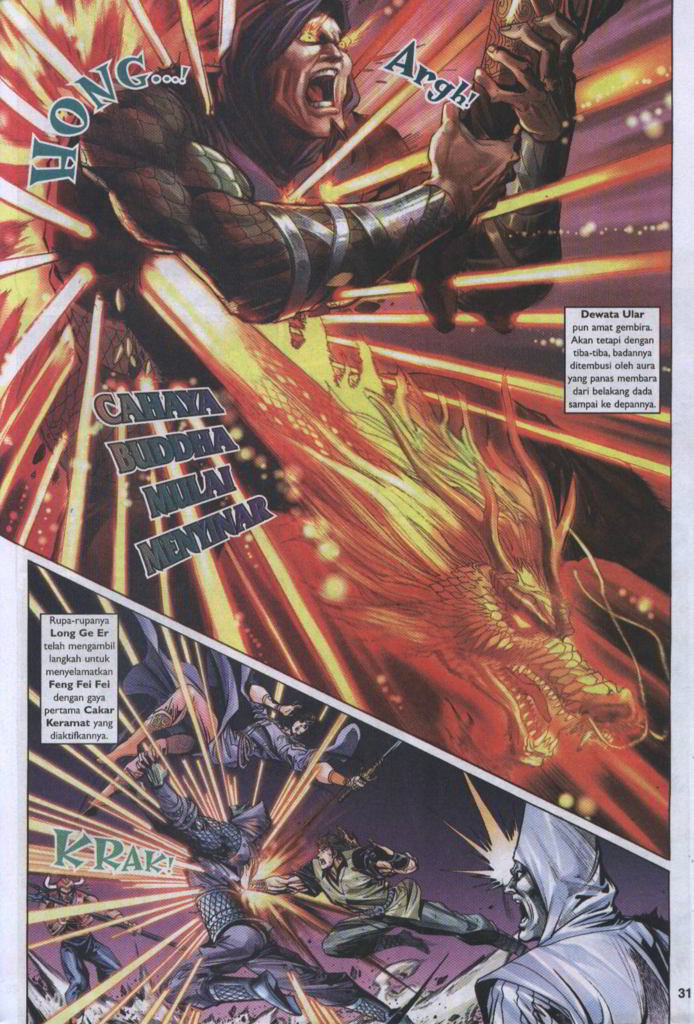 HONG...!
Argh!
Dewata Ular
pun amat gembira.
Akan tetapi dengan
tiba-tiba, badannya
ditembusi oleh aura
yang panas membara
dari belakang dada
sampai ke depannya.
CAHAYA
BUDDHA
MULAI
MENYINAR
Rupa-rupanya
Long Ge Er
telah mengambil
langkah untuk
menyelamatkan
Feng Fei Fei
dengan gaya
pertama Cakar
Keramat yang
diaktifkannya.
KRAK!
31